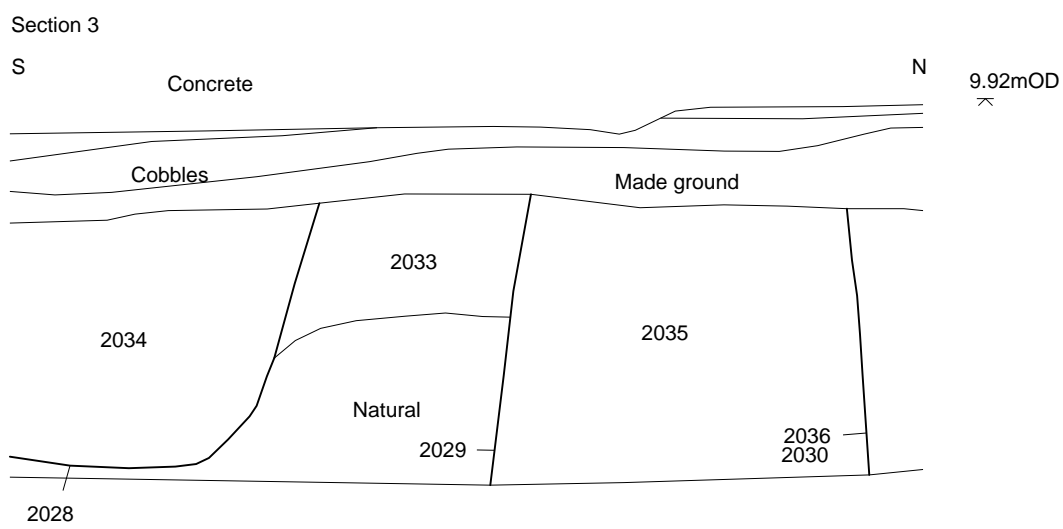 Section 3
S
N
9.92mOD
Concrete
Cobbles
Made ground
2033
2034
2035
Natural
2029
2036
2030
2028